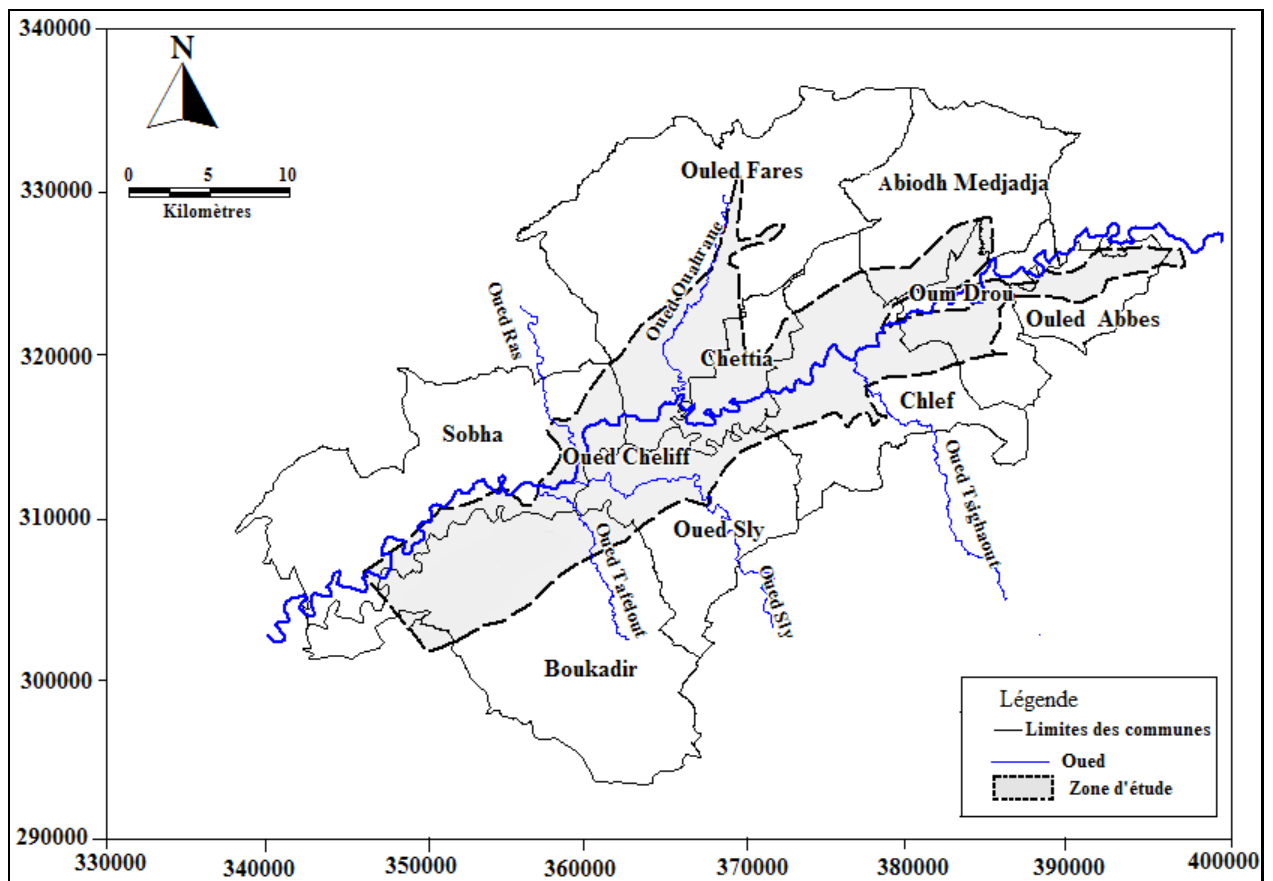 340000
330000
320000
310000
300000
290000
330000
340000
350000
360000
370000
380000
390000
400000
N
0 5 10
Kilomètres
Ouled Fares
Abiodh Medjadja
Oued Ouahrane
Oued Ras
Oum Drou
Ouled Abbes
Chettia
Chlef
Sobha
Oued Cheliff
Oued Sly
Oued Tsighaout
Oued Tafelout
Oued Sly
Boukadir
Légende
Limites des communes
Oued
Zone d'étude